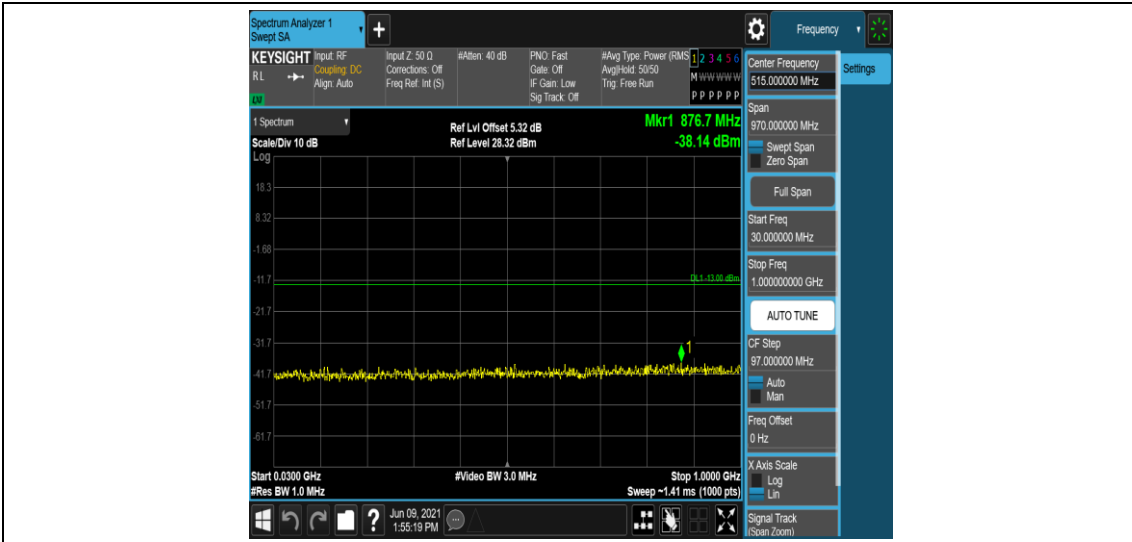 Spectrum Analyzer 1
Swept SA
+
Frequency
KEYSIGHT
RL
LXI
Input: RF
Coupling: DC
Align: Auto
Input Z: 50 Ω
Corrections: Off
Freq Ref: Int (S)
#Atten: 40 dB
PNO: Fast
Gate: Off
IF Gain: Low
Sig Track: Off
#Avg Type: Power (RMS
Avg|Hold: 50/50
Trig: Free Run
1 2 3 4 5 6
M W W W W W
P P P P P P
1 Spectrum
Scale/Div 10 dB
Log
Ref Lvl Offset 5.32 dB
Ref Level 28.32 dBm
Mkr1 876.7 MHz
-38.14 dBm
18.3
8.32
-1.68
-11.7
DL1 -13.00 dBm
-21.7
-31.7
1
-41.7
-51.7
-61.7
Start 0.0300 GHz
#Res BW 1.0 MHz
#Video BW 3.0 MHz
Stop 1.0000 GHz
Sweep ~1.41 ms (1000 pts)
?
Jun 09, 2021
1:55:19 PM
Center Frequency
515.000000 MHz
Settings
Span
970.000000 MHz
Swept Span
Zero Span
Full Span
Start Freq
30.000000 MHz
Stop Freq
1.000000000 GHz
AUTO TUNE
CF Step
97.000000 MHz
Auto
Man
Freq Offset
0 Hz
X Axis Scale
Log
Lin
Signal Track
(Span Zoom)